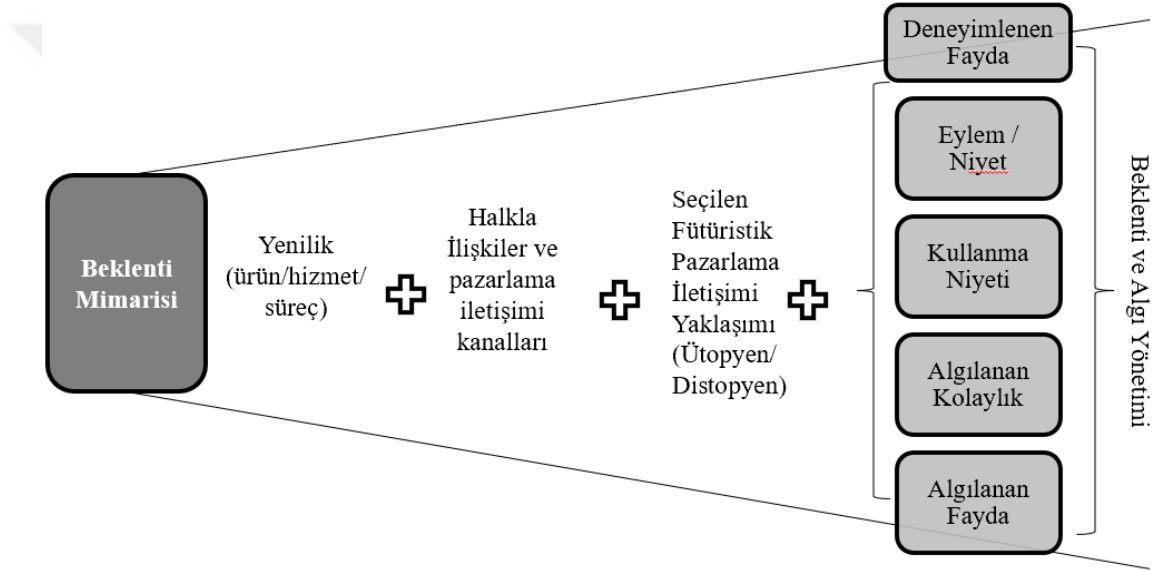 Beklenti
Mimarisi
Yenilik
(ürün/hizmet/
süreç)
Halkla
İlişkiler ve
pazarlama
iletişimi
kanalları
Seçilen
Fütüristik
Pazarlama
İletişimi
Yaklaşımı
(Ütopyen/
Distopyen)
Deneyimlenen
Fayda
Eylem /
Niyet
Kullanma
Niyeti
Algılanan
Kolaylık
Algılanan
Fayda
Beklenti ve Algı Yönetimi